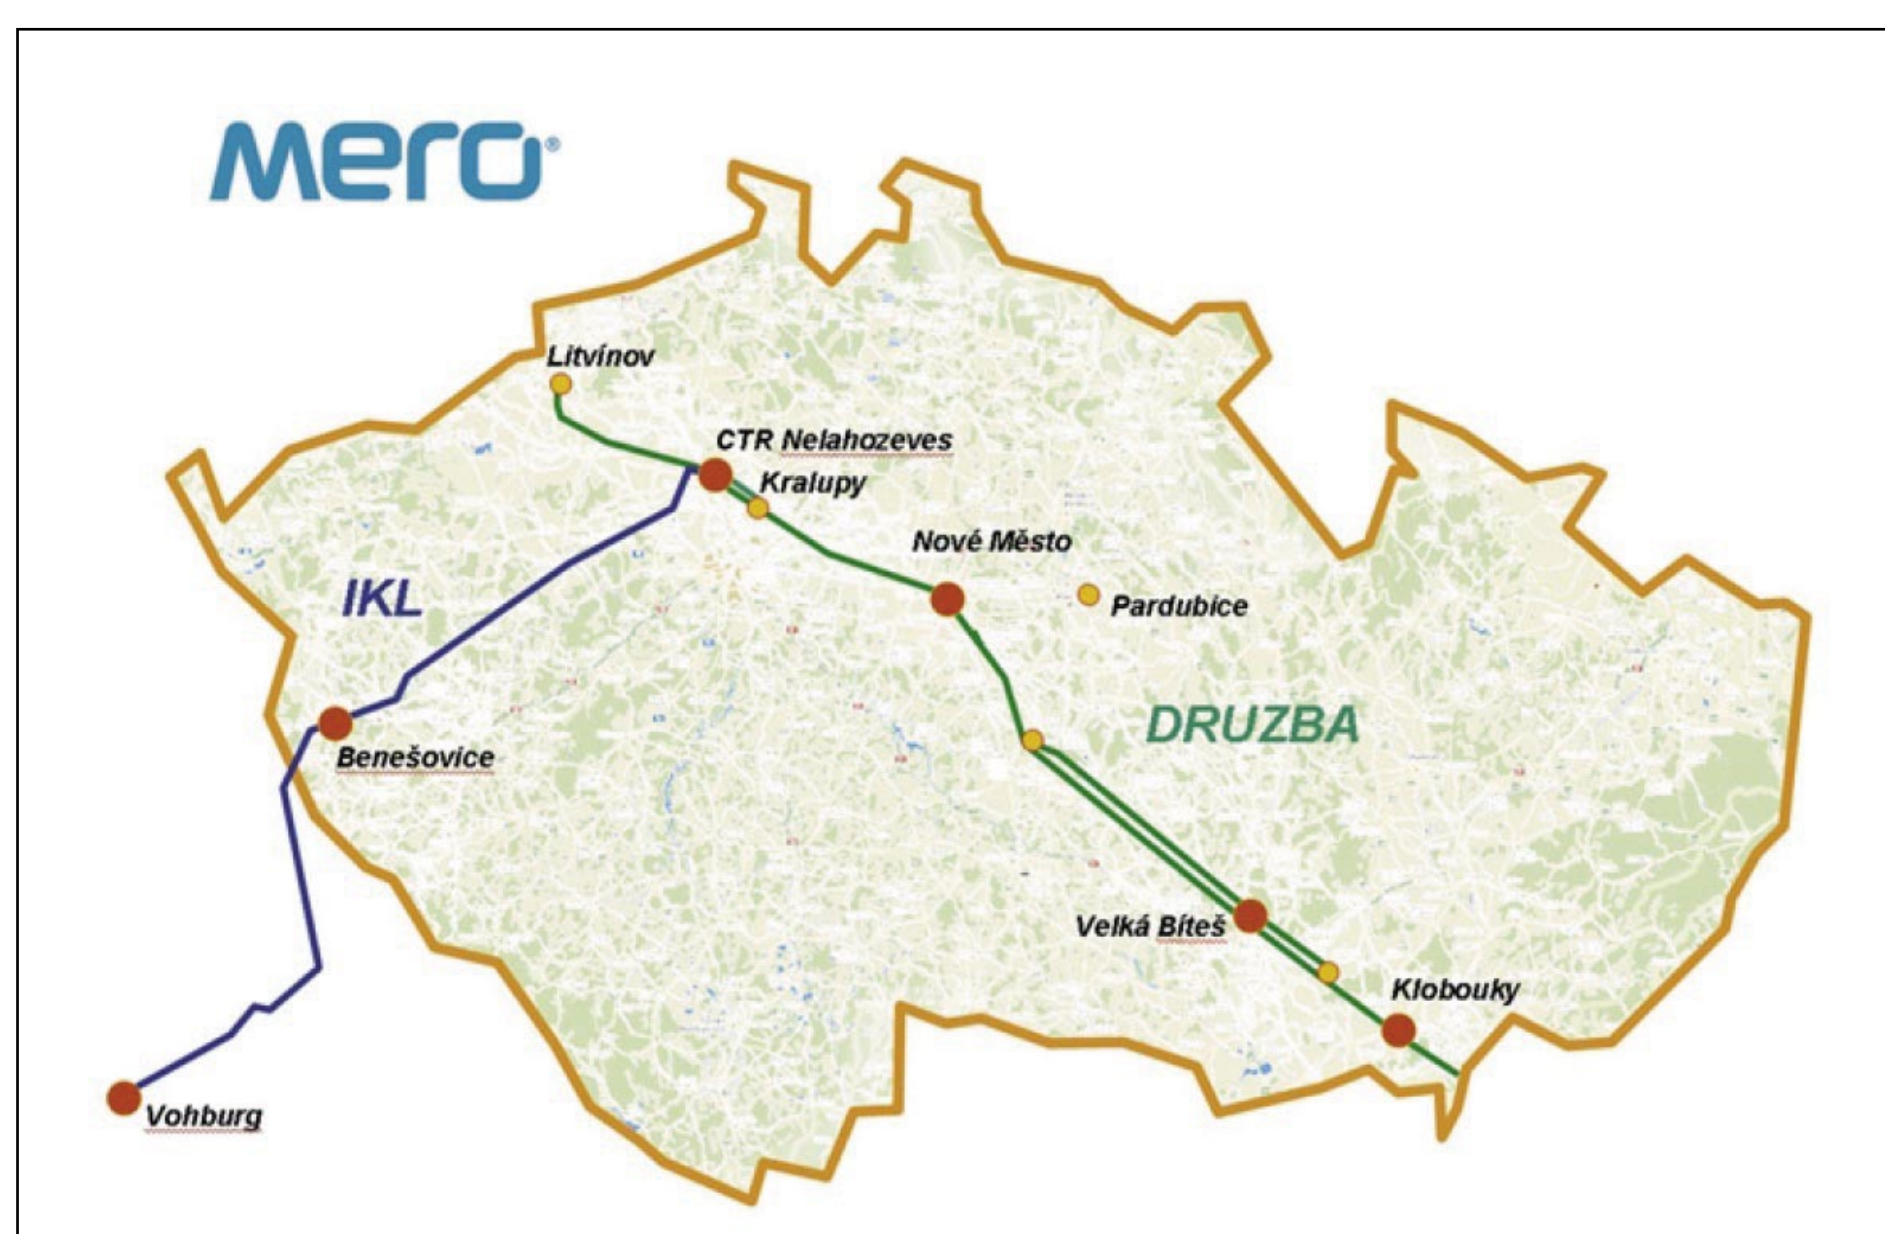 mero®
Litvínov
CTR Nelahozeves
Kralupy
Nové Město
IKL
Pardubice
DRUZBA
Benešovice
Velká Bíteš
Klobouky
Vohburg